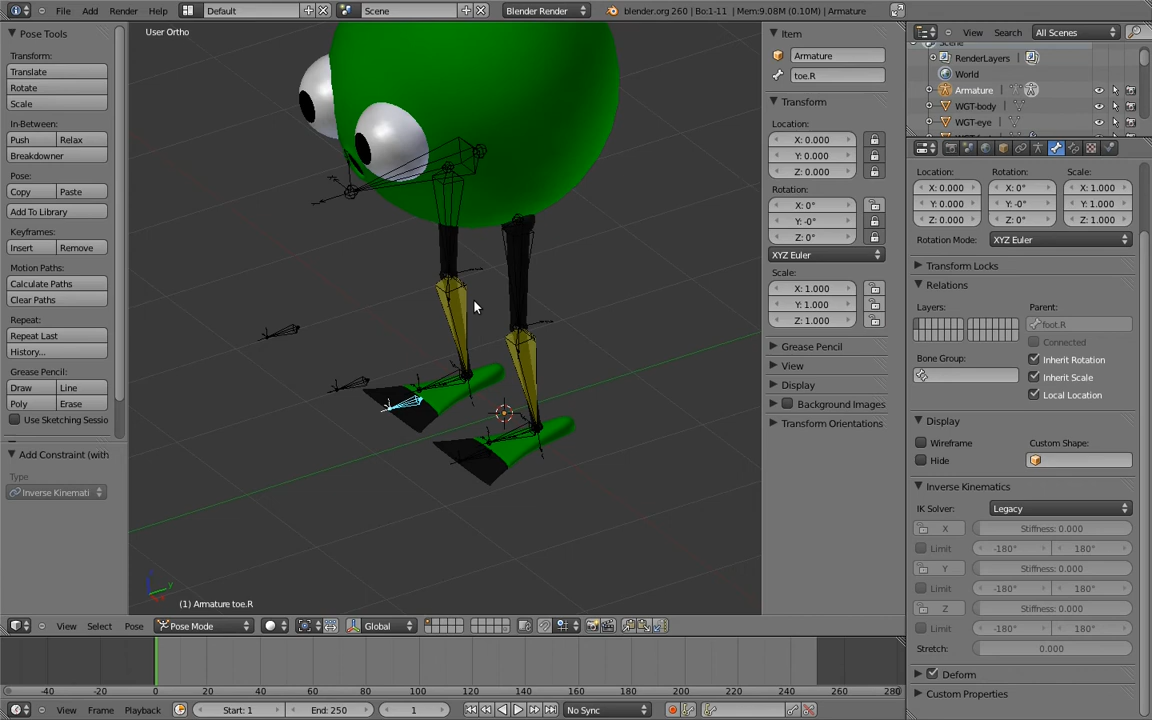 File Add Render Help Default Scene Blender Render blender.org 260 | Bo:1-11 | Mem:9.08M (0.10M) | Armature
User Ortho
Pose Tools
Transform:
Translate
Rotate
Scale
In-Between:
Push Relax
Breakdowner
Pose:
Copy Paste
Add To Library
Keyframes:
Insert Remove
Motion Paths:
Calculate Paths
Clear Paths
Repeat:
Repeat Last
History...
Grease Pencil:
Draw Line
Poly Erase
Use Sketching Sessio
Add Constraint (with
Type
Inverse Kinemati
(1) Armature toe.R
Item
Armature
toe.R
Transform
Location:
X: 0.000
Y: 0.000
Z: 0.000
Rotation:
X: 0°
Y: -0°
Z: 0°
XYZ Euler
Scale:
X: 1.000
Y: 1.000
Z: 1.000
Grease Pencil
View
Display
Background Images
Transform Orientations
View Search All Scenes
RenderLayers
World
Armature
WGT-body
WGT-eye
Location: Rotation: Scale:
X: 0.000 X: 0° X: 1.000
Y: 0.000 Y: -0° Y: 1.000
Z: 0.000 Z: 0° Z: 1.000
Rotation Mode: XYZ Euler
Transform Locks
Relations
Layers: Parent:
foot.R
Connected
Bone Group: Inherit Rotation
Inherit Scale
Local Location
Display
Wireframe Custom Shape:
Hide
Inverse Kinematics
IK Solver: Legacy
X Stiffness: 0.000
Limit -180° 180°
Y Stiffness: 0.000
Limit -180° 180°
Z Stiffness: 0.000
Limit -180° 180°
Stretch: 0.000
Deform
Custom Properties
View Select Pose Pose Mode Global
-40 -20 0 20 40 60 80 100 120 140 160 180 200 220 240 260 280
View Frame Playback Start: 1 End: 250 1 No Sync